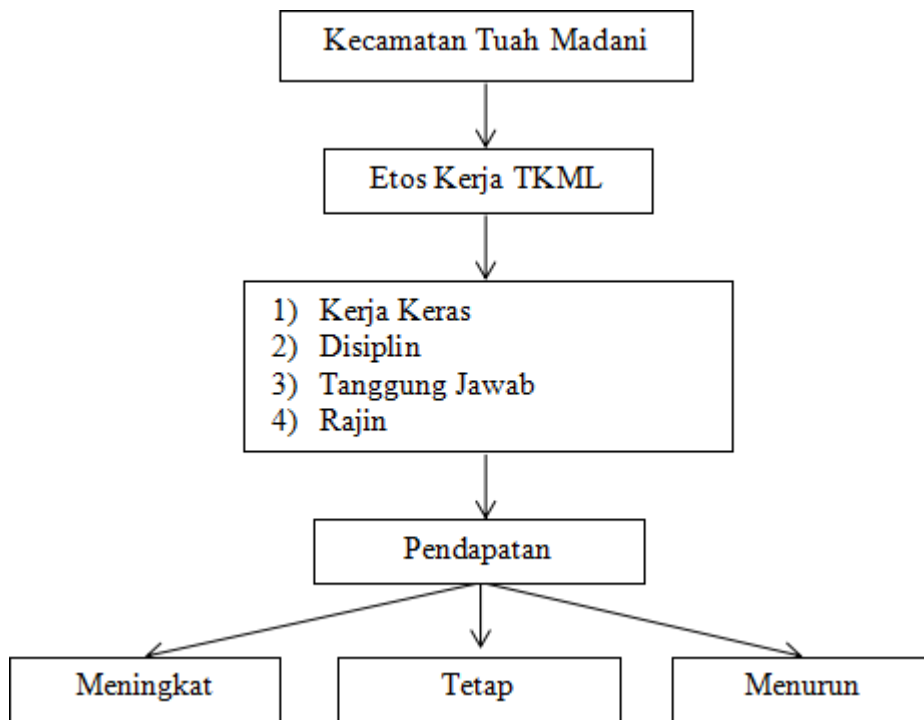 Kecamatan Tuah Madani
Etos Kerja TKML
1) Kerja Keras
2) Disiplin
3) Tanggung Jawab
4) Rajin
Pendapatan
Meningkat
Tetap
Menurun